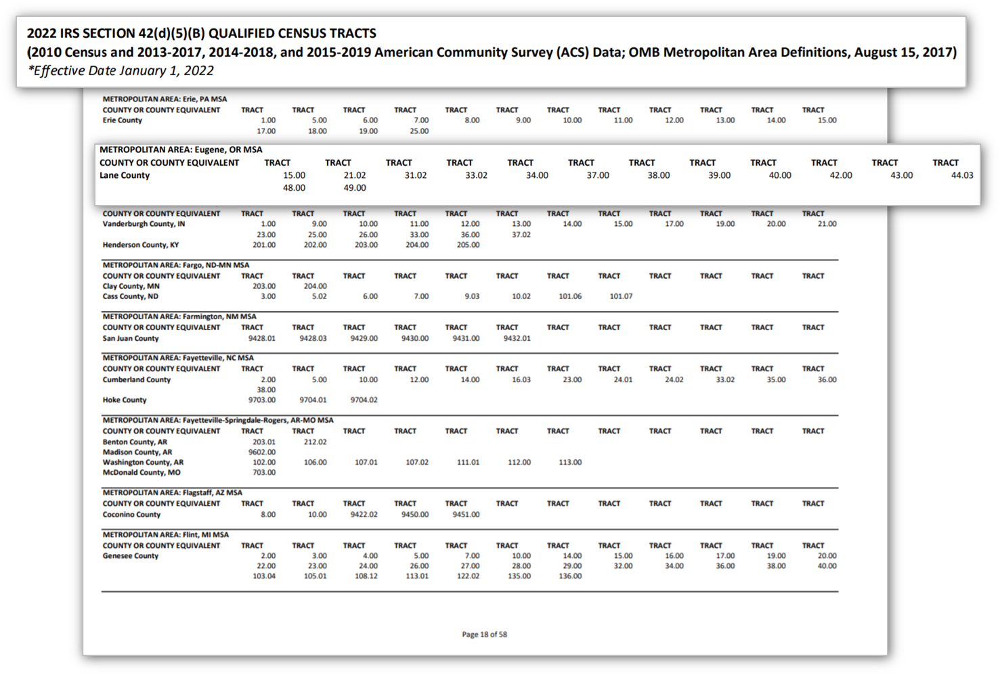 2022 IRS SECTION 42(d)(5)(B) QUALIFIED CENSUS TRACTS
(2010 Census and 2013-2017, 2014-2018, and 2015-2019 American Community Survey (ACS) Data; OMB Metropolitan Area Definitions, August 15, 2017)
*Effective Date January 1, 2022
METROPOLITAN AREA: Erie, PA MSA
COUNTY OR COUNTY EQUIVALENT TRACT TRACT TRACT TRACT TRACT TRACT TRACT TRACT TRACT TRACT TRACT TRACT
Erie County 1.00 5.00 6.00 7.00 8.00 9.00 10.00 11.00 12.00 13.00 14.00 15.00
17.00 18.00 19.00 25.00
METROPOLITAN AREA: Eugene, OR MSA
COUNTY OR COUNTY EQUIVALENT TRACT TRACT TRACT TRACT TRACT TRACT TRACT TRACT TRACT TRACT TRACT TRACT
Lane County 15.00 21.02 31.02 33.02 34.00 37.00 38.00 39.00 40.00 42.00 43.00 44.03
48.00 49.00
COUNTY OR COUNTY EQUIVALENT TRACT TRACT TRACT TRACT TRACT TRACT TRACT TRACT TRACT TRACT TRACT TRACT
Vanderburgh County, IN 1.00 9.00 10.00 11.00 12.00 13.00 14.00 15.00 17.00 19.00 20.00 21.00
23.00 25.00 26.00 33.00 36.00 37.02
Henderson County, KY 201.00 202.00 203.00 204.00 205.00
METROPOLITAN AREA: Fargo, ND-MN MSA
COUNTY OR COUNTY EQUIVALENT TRACT TRACT TRACT TRACT TRACT TRACT TRACT TRACT TRACT TRACT TRACT TRACT
Clay County, MN 203.00 204.00
Cass County, ND 3.00 5.02 6.00 7.00 9.03 10.02 101.06 101.07
METROPOLITAN AREA: Farmington, NM MSA
COUNTY OR COUNTY EQUIVALENT TRACT TRACT TRACT TRACT TRACT TRACT TRACT TRACT TRACT TRACT TRACT TRACT
San Juan County 9428.01 9428.03 9429.00 9430.00 9431.00 9432.01
METROPOLITAN AREA: Fayetteville, NC MSA
COUNTY OR COUNTY EQUIVALENT TRACT TRACT TRACT TRACT TRACT TRACT TRACT TRACT TRACT TRACT TRACT TRACT
Cumberland County 2.00 5.00 10.00 12.00 14.00 16.03 23.00 24.01 24.02 33.02 35.00 36.00
38.00
Hoke County 9703.00 9704.01 9704.02
METROPOLITAN AREA: Fayetteville-Springdale-Rogers, AR-MO MSA
COUNTY OR COUNTY EQUIVALENT TRACT TRACT TRACT TRACT TRACT TRACT TRACT TRACT TRACT TRACT TRACT TRACT
Benton County, AR 203.01 212.02
Madison County, AR 9602.00
Washington County, AR 102.00 106.00 107.01 107.02 111.01 112.00 113.00
McDonald County, MO 703.00
METROPOLITAN AREA: Flagstaff, AZ MSA
COUNTY OR COUNTY EQUIVALENT TRACT TRACT TRACT TRACT TRACT TRACT TRACT TRACT TRACT TRACT TRACT TRACT
Coconino County 8.00 10.00 9422.02 9450.00 9451.00
METROPOLITAN AREA: Flint, MI MSA
COUNTY OR COUNTY EQUIVALENT TRACT TRACT TRACT TRACT TRACT TRACT TRACT TRACT TRACT TRACT TRACT TRACT
Genesee County 2.00 3.00 4.00 5.00 7.00 10.00 14.00 15.00 16.00 17.00 19.00 20.00
22.00 23.00 24.00 26.00 27.00 28.00 29.00 32.00 34.00 36.00 38.00 40.00
103.04 105.01 108.12 113.01 122.02 135.00 136.00
Page 18 of 58